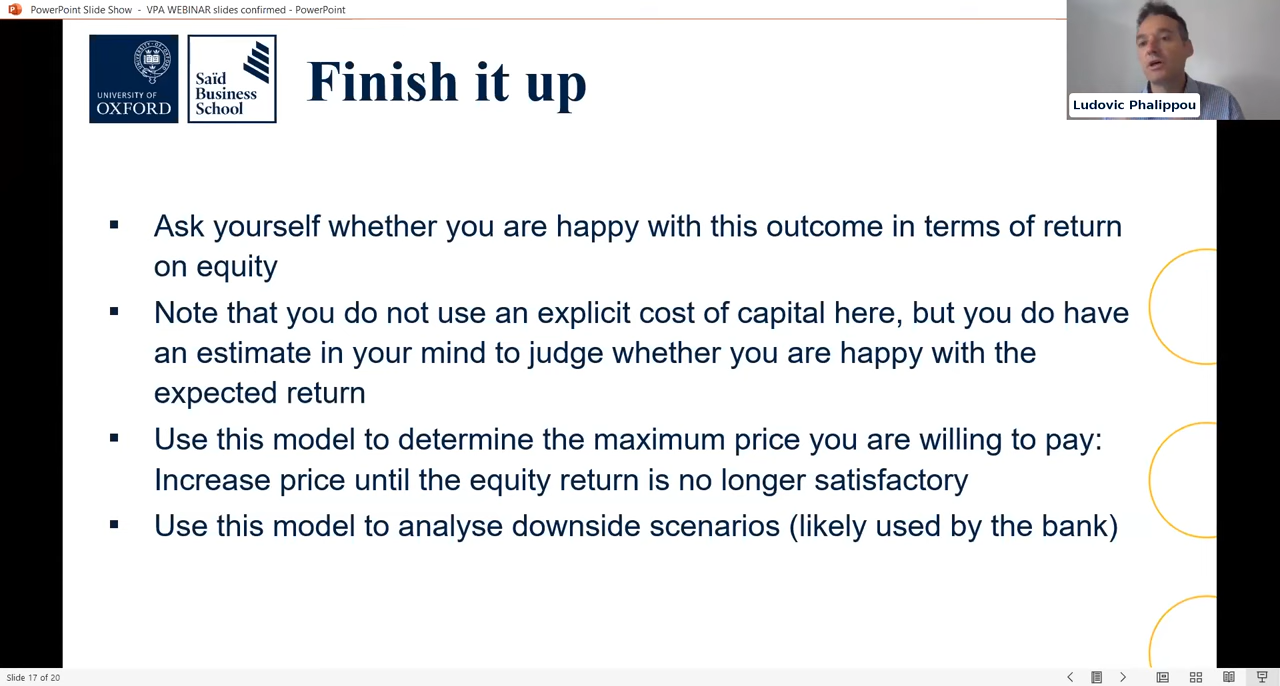 PowerPoint Slide Show - VPA WEBINAR slides confirmed - PowerPoint
UNIVERSITY OF
OXFORD
Saïd
Business
School
Finish it up
Ludovic Phalippou
▪ Ask yourself whether you are happy with this outcome in terms of return
on equity
▪ Note that you do not use an explicit cost of capital here, but you do have
an estimate in your mind to judge whether you are happy with the
expected return
▪ Use this model to determine the maximum price you are willing to pay:
Increase price until the equity return is no longer satisfactory
▪ Use this model to analyse downside scenarios (likely used by the bank)
Slide 17 of 20